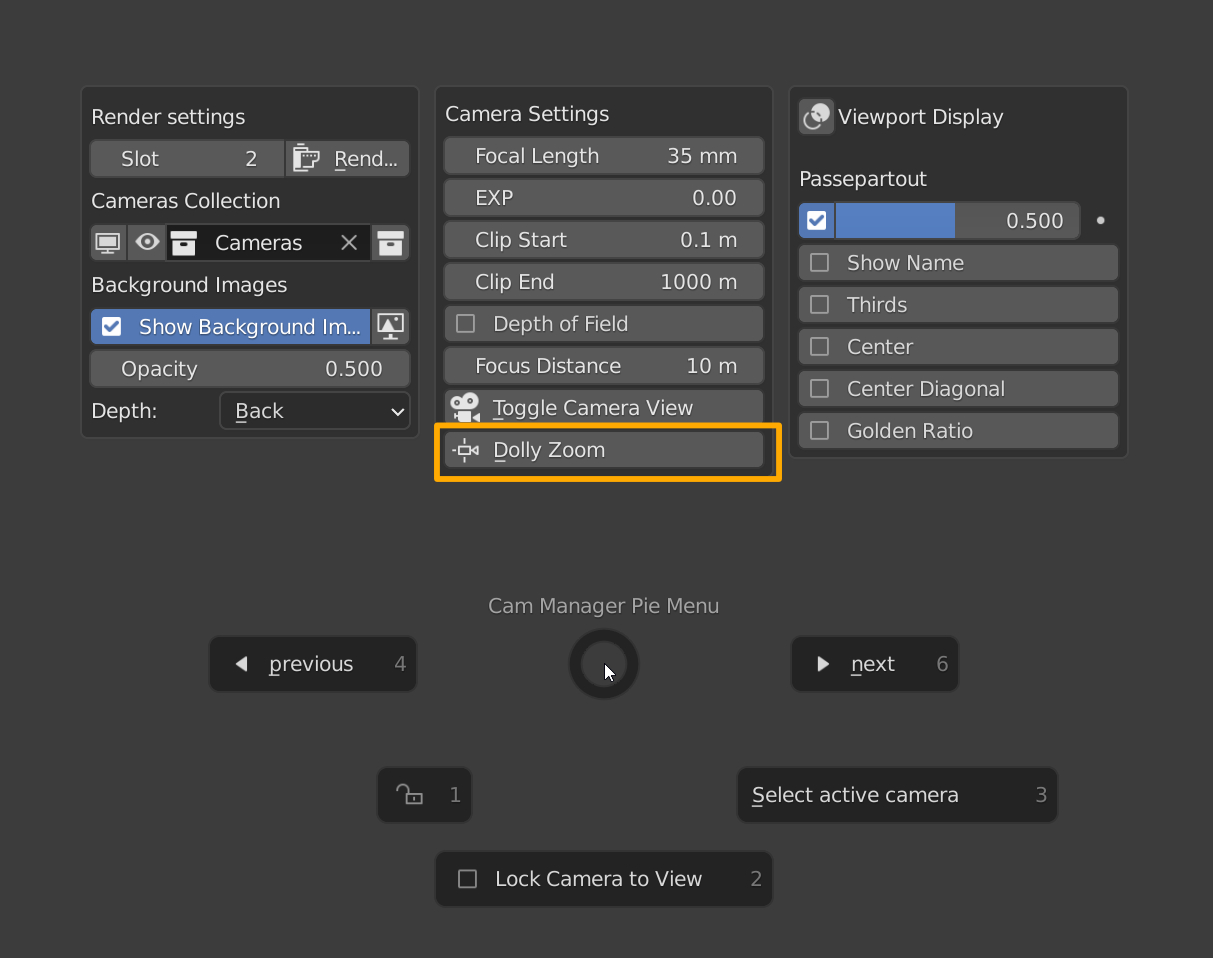 Render settings
Slot 2 Rend...
Cameras Collection
Cameras
Background Images
Show Background Im...
Opacity 0.500
Depth: Back
Camera Settings
Focal Length 35 mm
EXP 0.00
Clip Start 0.1 m
Clip End 1000 m
Depth of Field
Focus Distance 10 m
Toggle Camera View
Dolly Zoom
Viewport Display
Passepartout
0.500
Show Name
Thirds
Center
Center Diagonal
Golden Ratio
Cam Manager Pie Menu
previous 4
next 6
1
Select active camera 3
Lock Camera to View 2